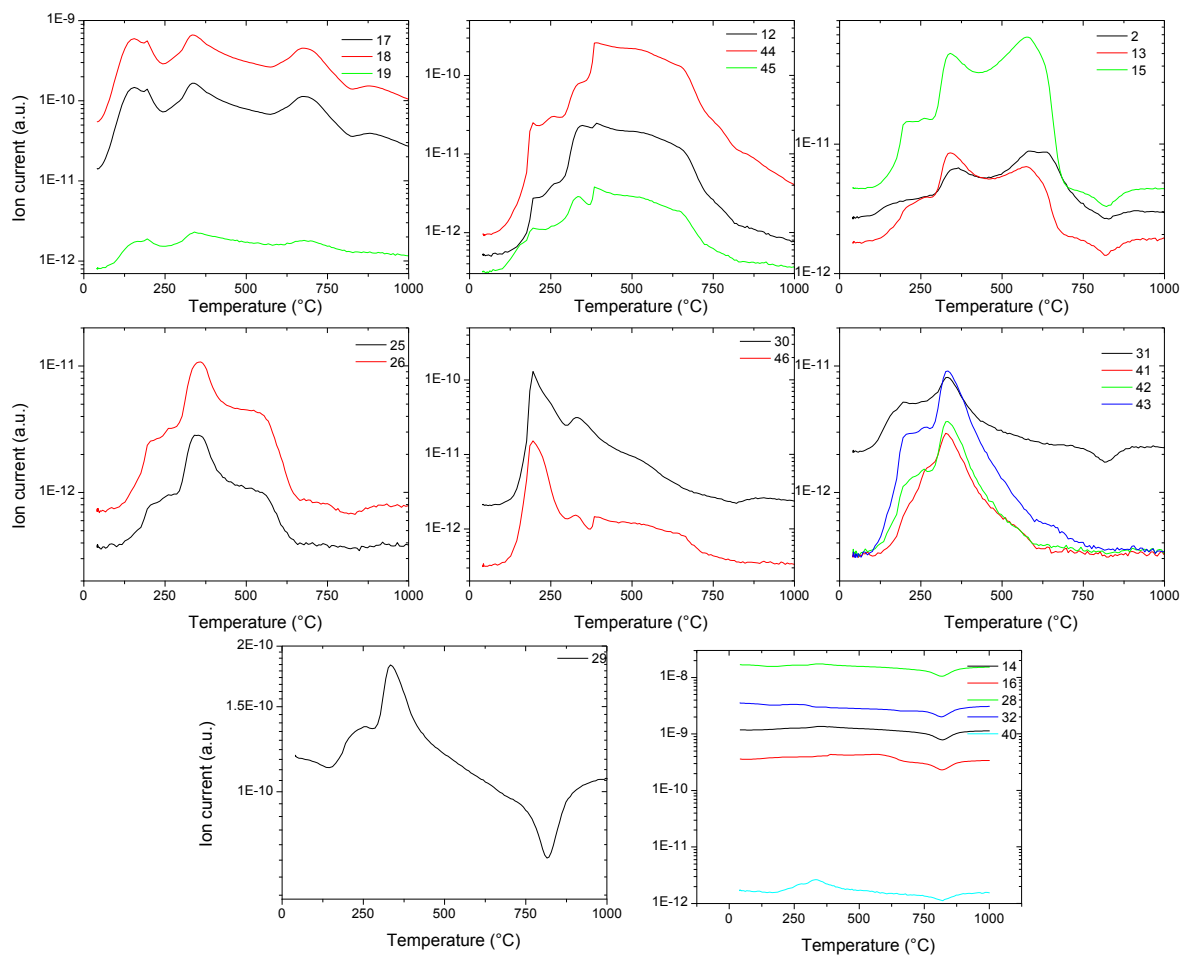 1E-9
1E-10
1E-11
1E-12
Ion current (a.u.)
17
18
19
0 250 500 750 1000
Temperature (°C)
1E-10
1E-11
1E-12
12
44
45
0 250 500 750 1000
Temperature (°C)
1E-11
1E-12
2
13
15
0 250 500 750 1000
Temperature (°C)
1E-11
1E-12
Ion current (a.u.)
25
26
0 250 500 750 1000
Temperature (°C)
1E-10
1E-11
1E-12
30
46
0 250 500 750 1000
Temperature (°C)
1E-11
1E-12
31
41
42
43
0 250 500 750 1000
Temperature (°C)
2E-10
1.5E-10
1E-10
Ion current (a.u.)
29
0 250 500 750 1000
Temperature (°C)
1E-8
1E-9
1E-10
1E-11
1E-12
14
16
28
32
40
0 250 500 750 1000
Temperature (°C)